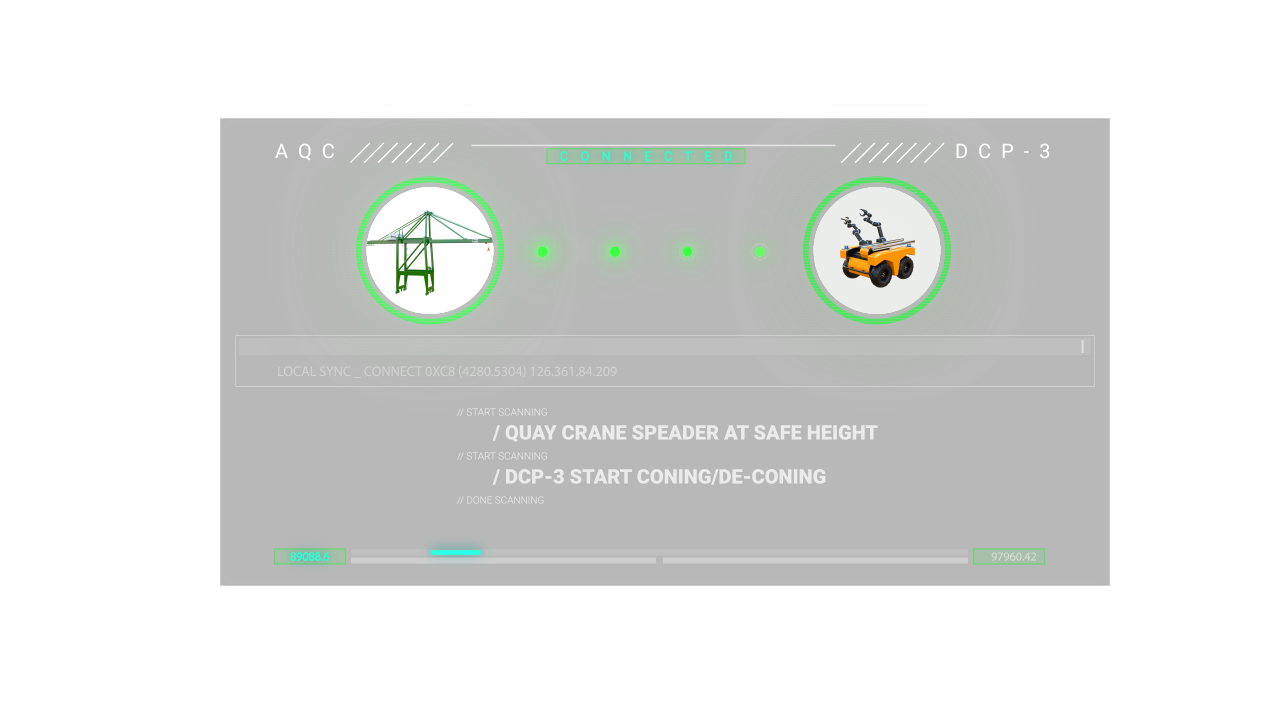 AQC
CONNECTED
DCP-3
LOCAL SYNC _ CONNECT 0XC8 (4280.5304) 126.361.84.209
// START SCANNING
/ QUAY CRANE SPEADER AT SAFE HEIGHT
// START SCANNING
/ DCP-3 START CONING/DE-CONING
// DONE SCANNING
89088.6
97960.42